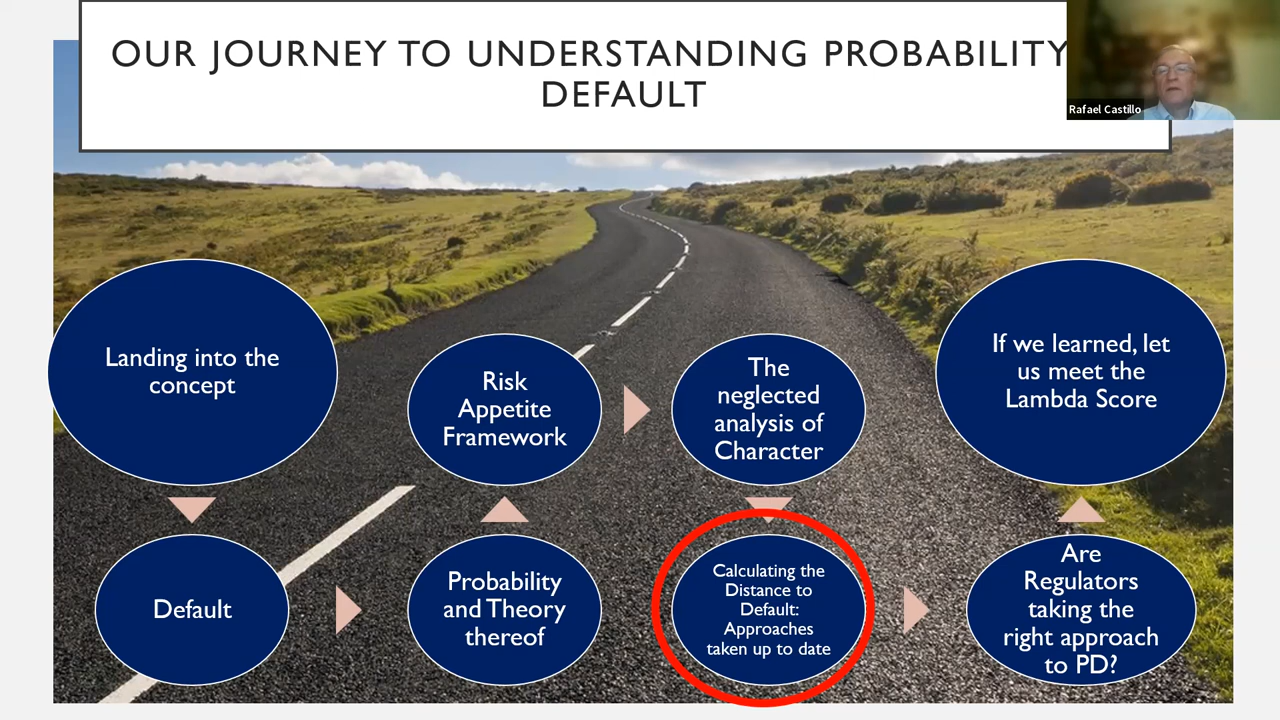 OUR JOURNEY TO UNDERSTANDING PROBABILITY
DEFAULT
Rafael Castillo
Landing into the
concept
Default
Probability
and Theory
thereof
Risk
Appetite
Framework
The
neglected
analysis of
Character
Calculating the
Distance to
Default:
Approaches
taken up to date
Are
Regulators
taking the
right approach
to PD?
If we learned, let
us meet the
Lambda Score